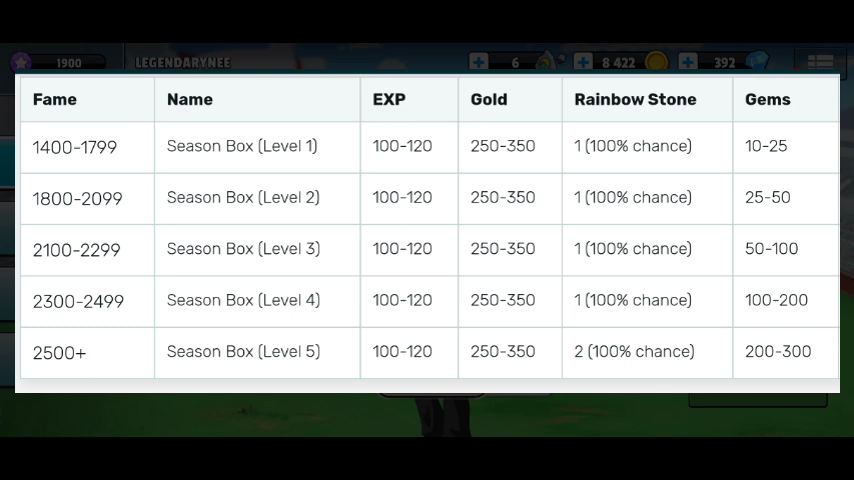 1900 LEGENDARYNEE 6 8 422 392
Fame Name EXP Gold Rainbow Stone Gems
1400-1799 Season Box (Level 1) 100-120 250-350 1 (100% chance) 10-25
1800-2099 Season Box (Level 2) 100-120 250-350 1 (100% chance) 25-50
2100-2299 Season Box (Level 3) 100-120 250-350 1 (100% chance) 50-100
2300-2499 Season Box (Level 4) 100-120 250-350 1 (100% chance) 100-200
2500+ Season Box (Level 5) 100-120 250-350 2 (100% chance) 200-300